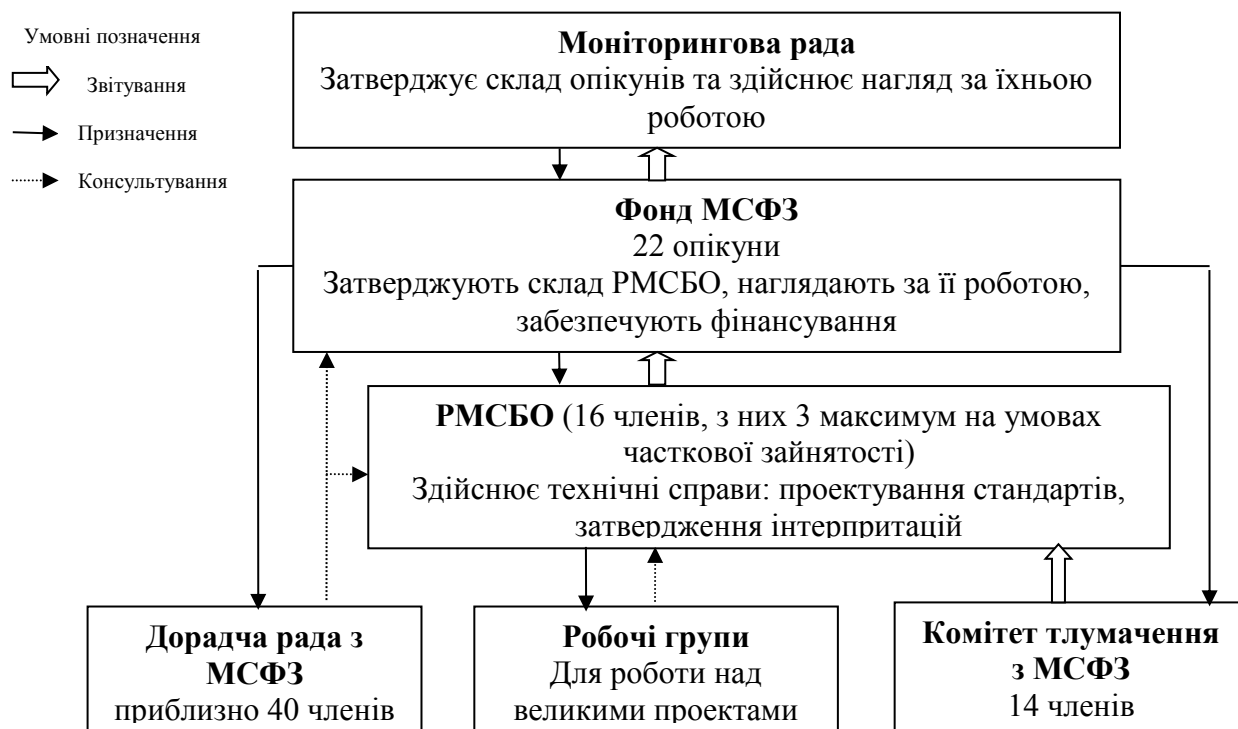 Умовні позначення
Звітування
Призначення
Консультування
Моніторингова рада
Затверджує склад опікунів та здійснює нагляд за їхньою
роботою
Фонд МСФЗ
22 опікуни
Затверджують склад РМСБО, наглядають за її роботою,
забезпечують фінансування
РМСБО (16 членів, з них 3 максимум на умовах
часткової зайнятості)
Здійснює технічні справи: проектування стандартів,
затвердження інтерпритацій
Дорадча рада з
МСФЗ
приблизно 40 членів
Робочі групи
Для роботи над
великими проектами
Комітет тлумачення
з МСФЗ
14 членів